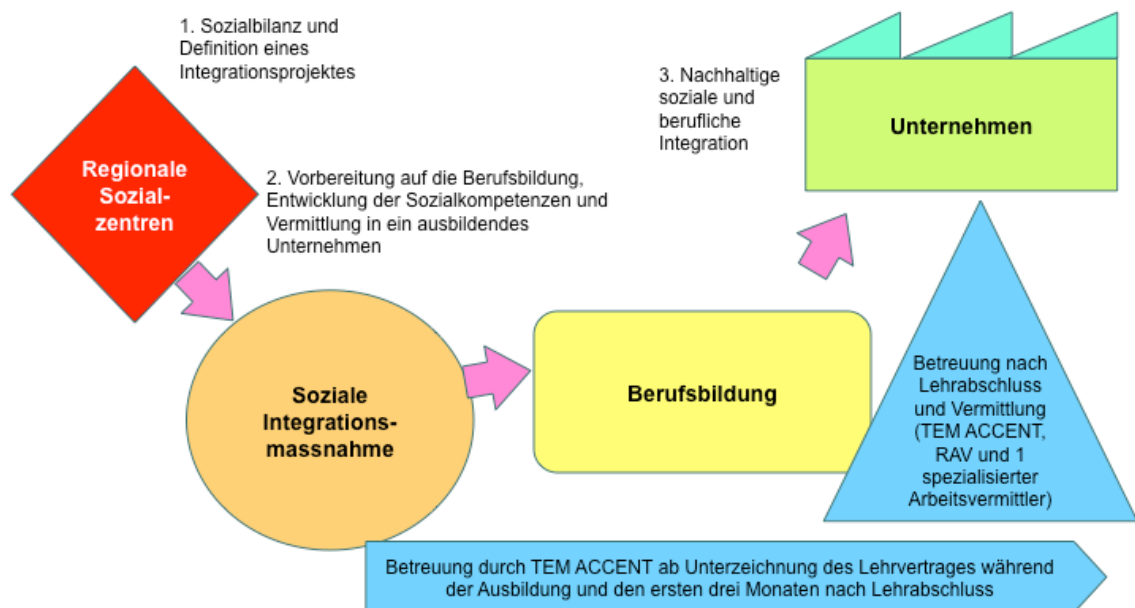 1. Sozialbilanz und
Definition eines
Integrationsprojektes
3. Nachhaltige
soziale und
berufliche
Integration
Unternehmen
Regionale
Sozial-
zentren
2. Vorbereitung auf die Berufsbildung,
Entwicklung der Sozialkompetenzen und
Vermittlung in ein ausbildendes
Unternehmen
Soziale
Integrations-
massnahme
Berufsbildung
Betreuung nach
Lehrabschluss
und Vermittlung
(TEM ACCENT,
RAV und 1
spezialisierter
Arbeitsvermittler)
Betreuung durch TEM ACCENT ab Unterzeichnung des Lehrvertrages während
der Ausbildung und den ersten drei Monaten nach Lehrabschluss